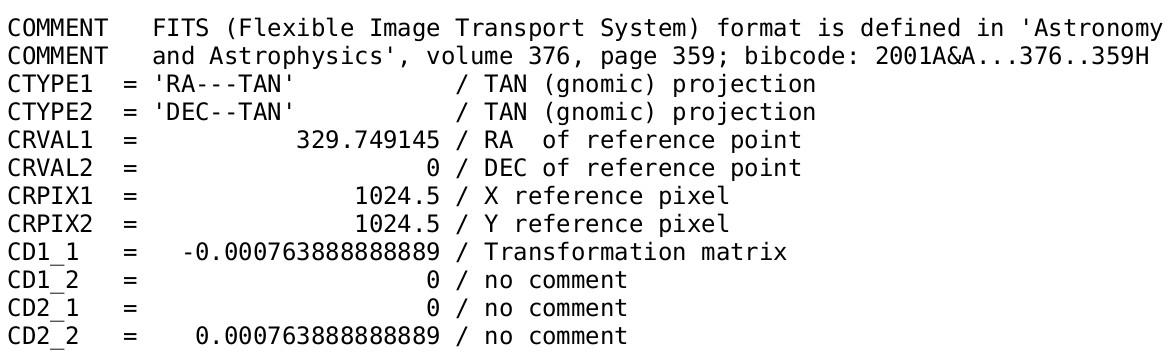 COMMENT   FITS (Flexible Image Transport System) format is defined in 'Astronomy
COMMENT   and Astrophysics', volume 376, page 359; bibcode: 2001A&A...376..359H
CTYPE1  = 'RA---TAN'           / TAN (gnomic) projection
CTYPE2  = 'DEC--TAN'           / TAN (gnomic) projection
CRVAL1  =           329.749145 / RA  of reference point
CRVAL2  =                    0 / DEC of reference point
CRPIX1  =               1024.5 / X reference pixel
CRPIX2  =               1024.5 / Y reference pixel
CD1_1   =   -0.000763888888889 / Transformation matrix
CD1_2   =                    0 / no comment
CD2_1   =                    0 / no comment
CD2_2   =    0.000763888888889 / no comment